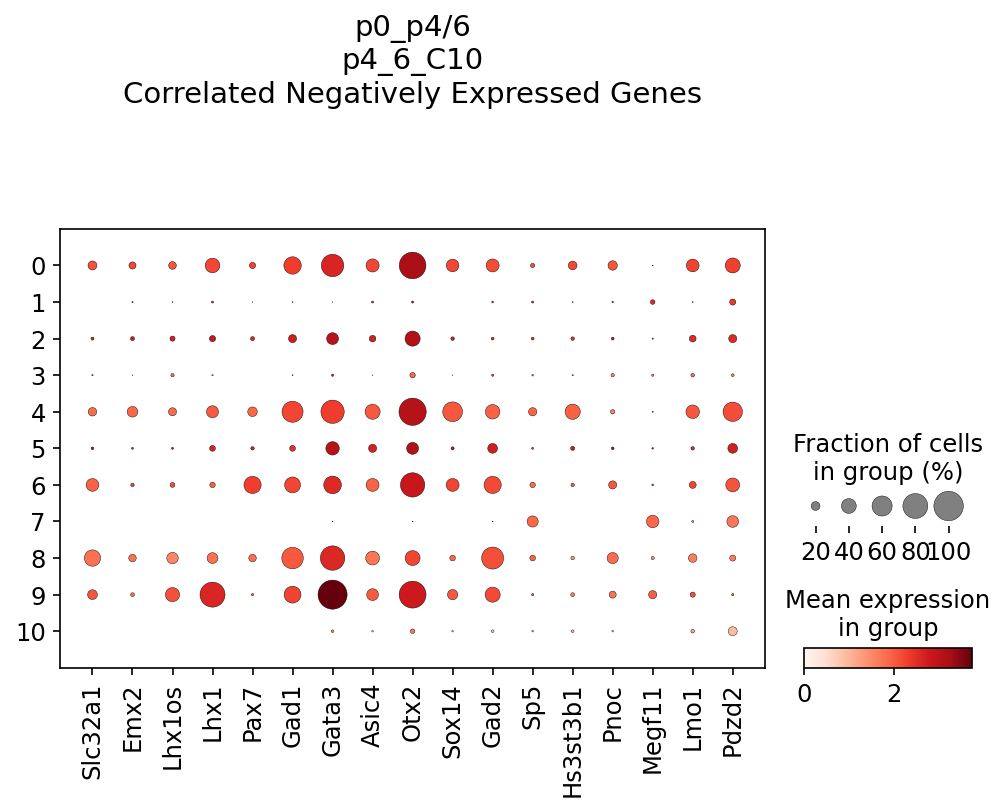 p0_p4/6
p4_6_C10
Correlated Negatively Expressed Genes
0
1
2
3
4
5
6
7
8
9
10
Slc32a1
Emx2
Lhx1os
Lhx1
Pax7
Gad1
Gata3
Asic4
Otx2
Sox14
Gad2
Sp5
Hs3st3b1
Pnoc
Megf11
Lmo1
Pdzd2
Fraction of cells
in group (%)
20 40 60 80 100
Mean expression
in group
0 2